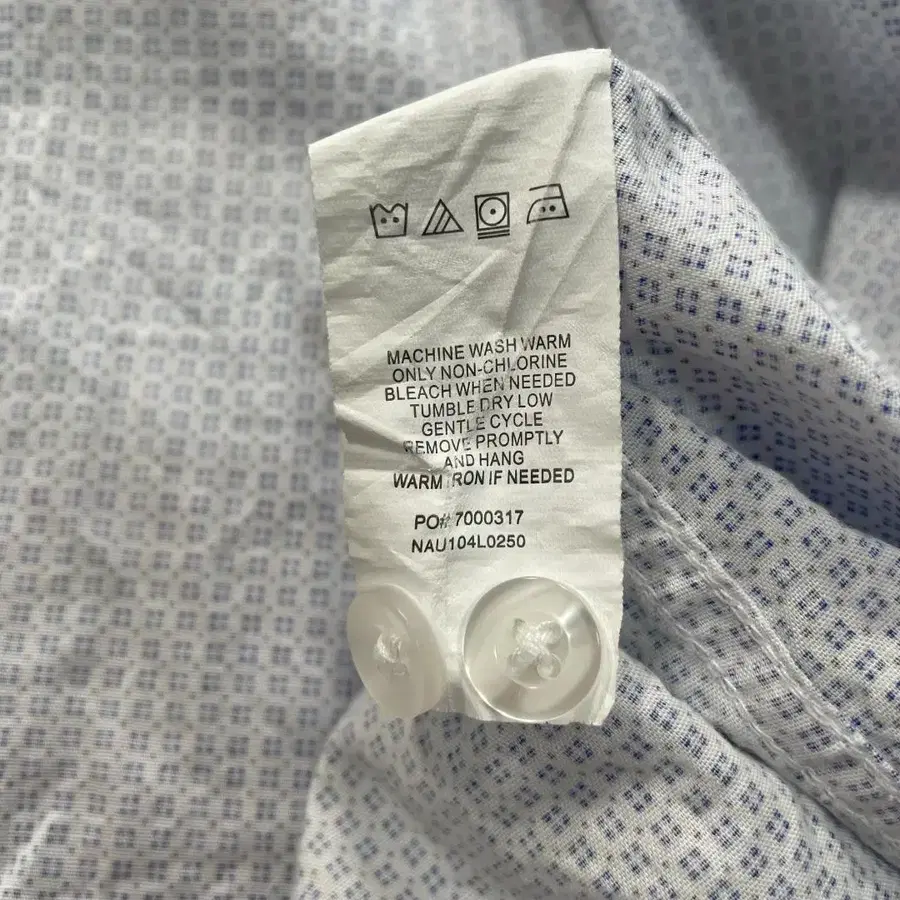 MACHINE WASH WARM
ONLY NON-CHLORINE
BLEACH WHEN NEEDED
TUMBLE DRY LOW
GENTLE CYCLE
REMOVE PROMPTLY
AND HANG
WARM IRON IF NEEDED
PO# 7000317
NAU104L0250